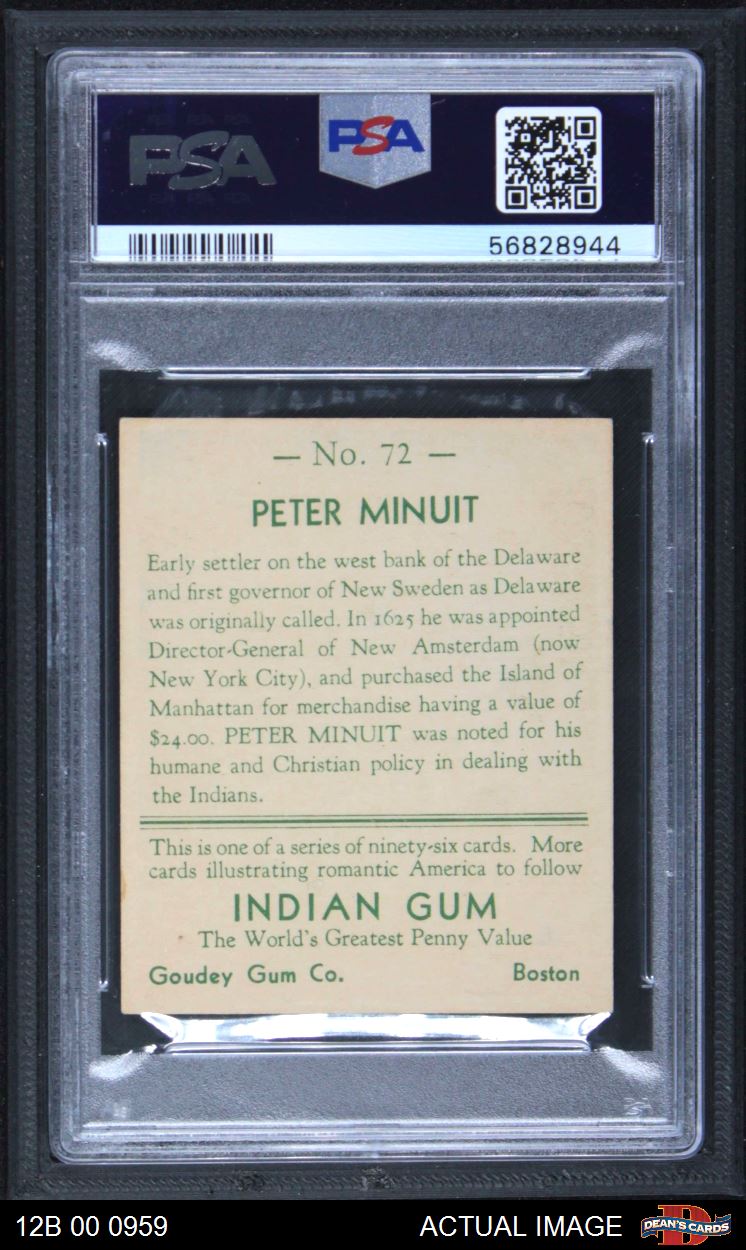 PSA
PSA
56828944
— No. 72 —
PETER MINUIT
Early settler on the west bank of the Delaware
and first governor of New Sweden as Delaware
was originally called. In 1625 he was appointed
Director-General of New Amsterdam (now
New York City), and purchased the Island of
Manhattan for merchandise having a value of
$24.00. PETER MINUIT was noted for his
humane and Christian policy in dealing with
the Indians.
This is one of a series of ninety-six cards. More
cards illustrating romantic America to follow
INDIAN GUM
The World's Greatest Penny Value
Goudey Gum Co. Boston
12B 00 0959 ACTUAL IMAGE DEAN'S CARDS